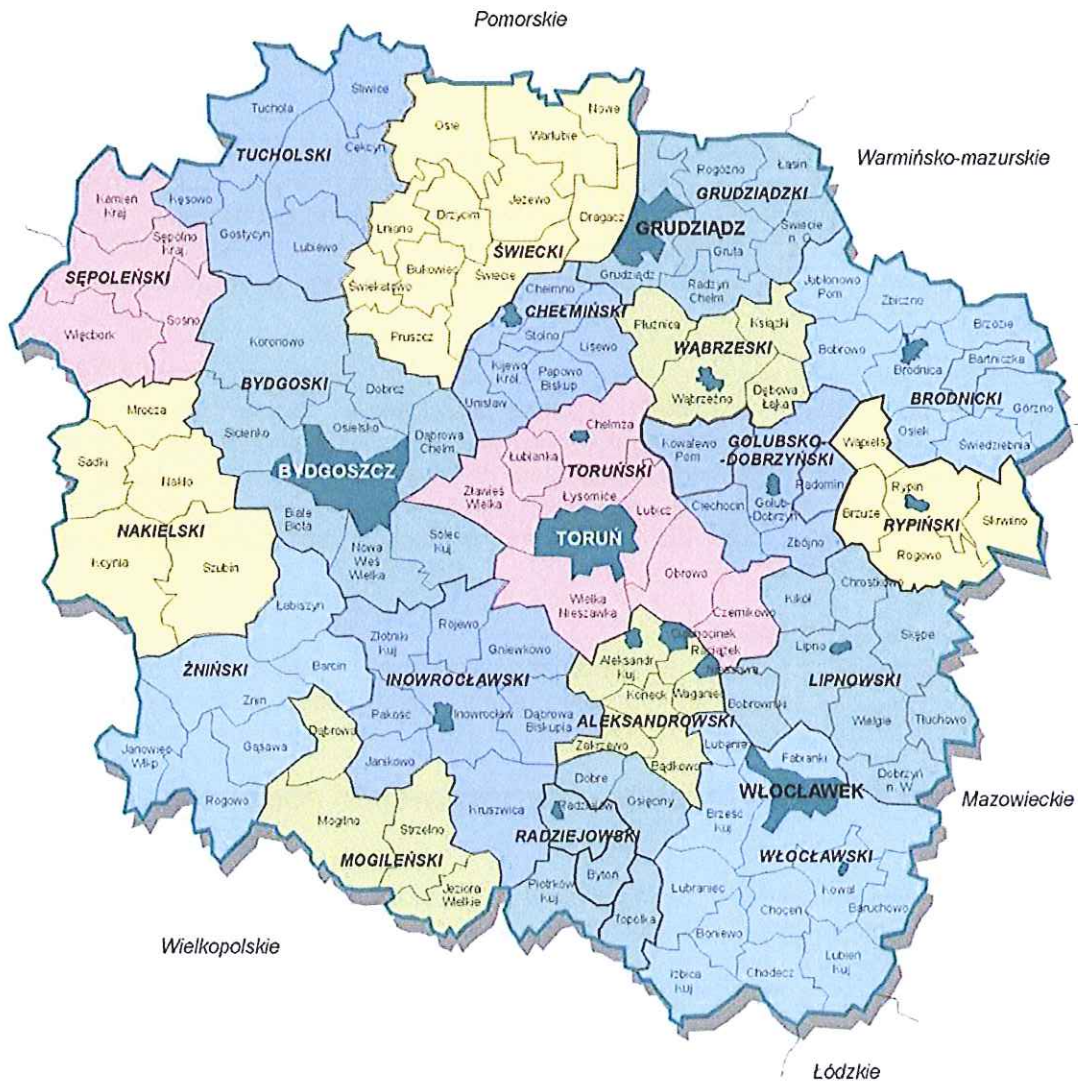 Pomorskie
Śliwice
Tuchola
Nowe
Osie
Warlubie
TUCHOLSKI
Cekcyn
Warmińsko-mazurskie
Rogóźno
Łasin
GRUDZIĄDZKI
Kamień
Kraj
Kęsowo
Drzycim
Jeżewo
Dragacz
GRUDZIĄDZ
Świecie
n. O
Gostycyn
Sępolno
Kraj.
Lubiewo
Lniano
ŚWIECKI
Gruta
SĘPOLEŃSKI
Bukowiec
Świecie
Grudziądz
Radzyń
Chełm
Jabłonowo
Pom
Świekatowo
Chełmno
Zbiczno
Sośno
CHEŁMIŃSKI
Płużnica
Książki
Więcbork
Pruszcz
Stolno
Brzozie
Koronowo
Lisewo
WĄBRZESKI
Bobrowo
Bartniczka
Kijewo
Król
Papowo
Biskup
Brodnica
BYDGOSKI
Dobrcz
Unisław
Wąbrzeźno
Dębowa
Łąka
BRODNICKI
Mrocza
Górzno
Sicienko
Osielsko
Dąbrowa
Chełm
Chełmża
Kowalewo
Pom
GOLUBSKO-
-DOBRZYŃSKI
Wąpiels
Osiek
Świedziebnia
Sadki
Łubianka
TORUŃSKI
Nakło
BYDGOSZCZ
Zławieś
Wielka
Łysomice
Radomin
Rypin
Lubicz
Ciechocin
Golub-
Dobrzyń
Skrwilno
Białe
Błota
Brzuze
RYPIŃSKI
NAKIELSKI
Solec
Kuj
TORUŃ
Zbójno
Rogowo
Nowa
Wieś
Wielka
Kcynia
Szubin
Obrowo
Chrostkowo
Wielka
Nieszawka
Kikół
Łabiszyn
Czernikowo
Rojewo
Skępe
Złotniki
Kuj
Gniewkowo
Ciechocinek
Raciążek
Lipno
Aleksandr
Kuj
ŻNIŃSKI
Barcin
INOWROCŁAWSKI
LIPNOWSKI
Koneck
Waganiec
Bobrowniki
Żnin
Pakość
Inowrocław
Dąbrowa
Biskupia
ALEKSANDROWSKI
Wielgie
Tłuchowo
Dąbrowa
Zakrzewo
Lubanie
Janowiec
Wlkp
Gąsawa
Janikowo
Bądkowo
Fabianki
Dobrzyń
n. W
Dobre
Rogowo
Osięciny
WŁOCŁAWEK
Kruszwica
Radziejów
Brześć
Kuj
Mazowieckie
Mogilno
Strzelno
RADZIEJOWSKI
MOGILEŃSKI
WŁOCŁAWSKI
Jeziora
Wielkie
Bytoń
Piotrków
Kuj
Lubraniec
Kowal
Choceń
Baruchowo
Topólka
Boniewo
Wielkopolskie
Lubień
Kuj
Izbica
Kuj
Chodecz
Łódzkie